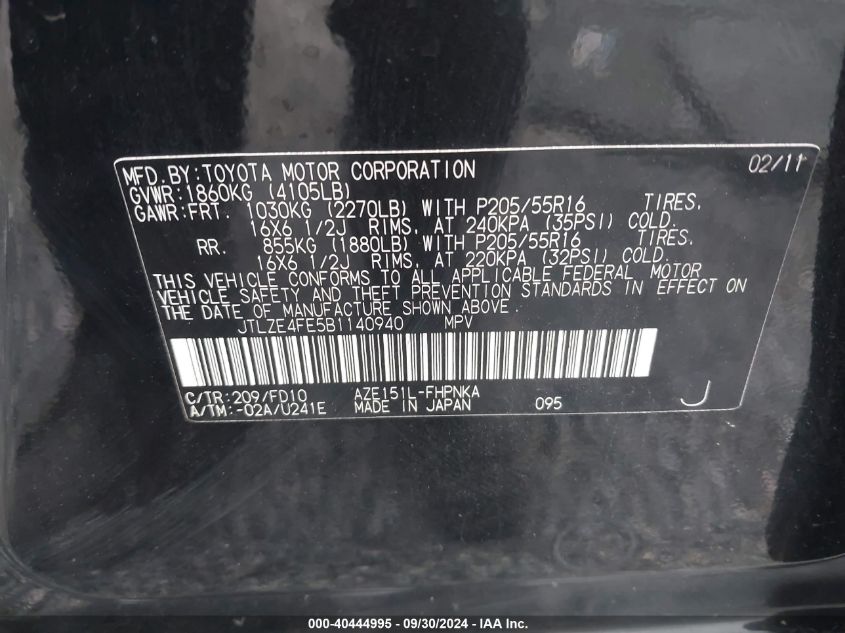 MFD.BY:TOYOTA MOTOR CORPORATION 02/11
GVWR:1860KG (4105LB)
GAWR:FRT. 1030KG (2270LB) WITH P205/55R16 TIRES,
16X6 1/2J RIMS, AT 240KPA (35PSI) COLD.
RR. 855KG (1880LB) WITH P205/55R16 TIRES,
16X6 1/2J RIMS, AT 220KPA (32PSI) COLD.
THIS VEHICLE CONFORMS TO ALL APPLICABLE FEDERAL MOTOR
VEHICLE SAFETY AND THEFT PREVENTION STANDARDS IN EFFECT ON
THE DATE OF MANUFACTURE SHOWN ABOVE.
JTLZE4FE5B1140940 MPV
C/TR:209/FD10 AZE151L-FHPNKA
A/TM:-02A/U241E MADE IN JAPAN 095 J
000-40444995 - 09/30/2024 - IAA Inc.